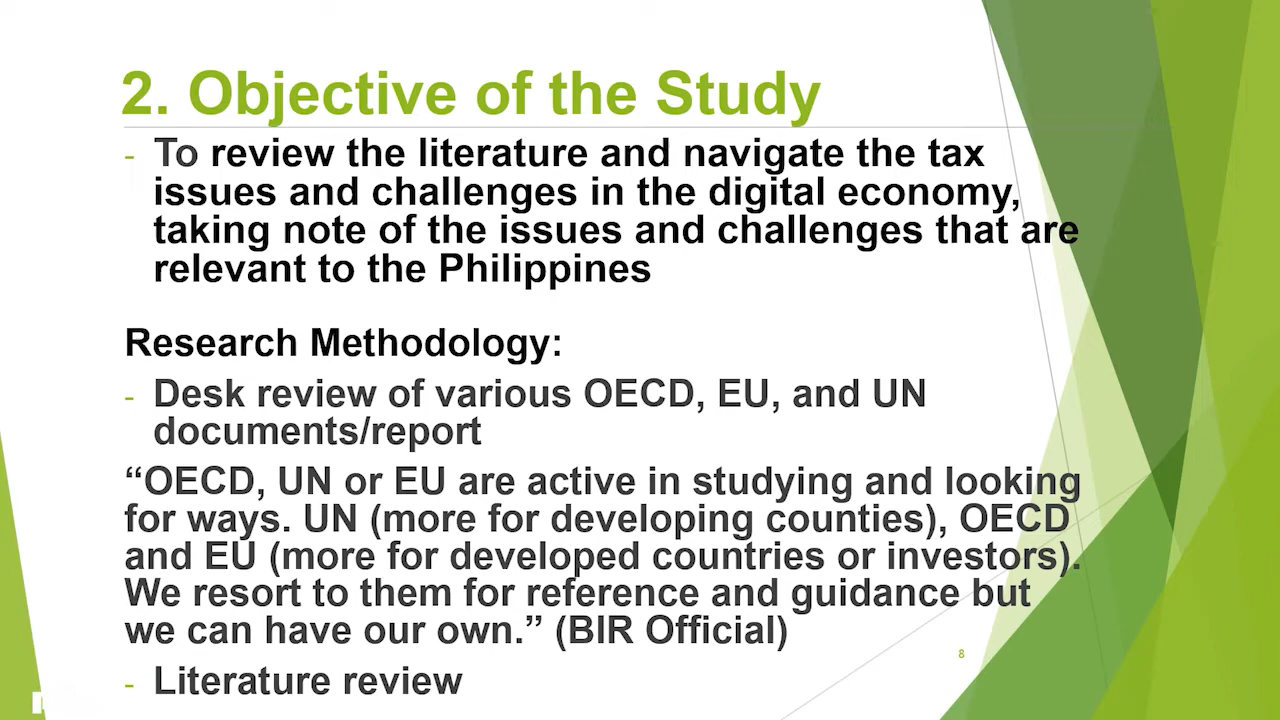 2. Objective of the Study
- To review the literature and navigate the tax
issues and challenges in the digital economy,
taking note of the issues and challenges that are
relevant to the Philippines
Research Methodology:
- Desk review of various OECD, EU, and UN
documents/report
“OECD, UN or EU are active in studying and looking
for ways. UN (more for developing counties), OECD
and EU (more for developed countries or investors).
We resort to them for reference and guidance but
we can have our own.” (BIR Official)
8
- Literature review